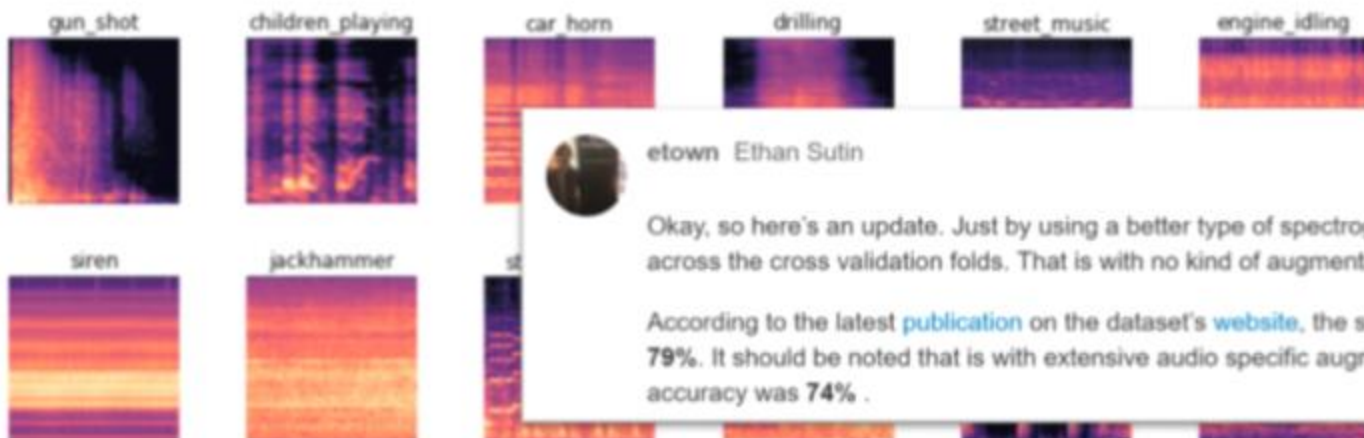 gun_shot children_playing car_horn drilling street_music engine_idling
etown Ethan Sutin
Okay, so here's an update. Just by using a better type of
across the cross validation folds. That is with no kind of
siren jackhammer
According to the latest publication on the dataset's website, the
79%. It should be noted that is with extensive audio specific
accuracy was 74% .